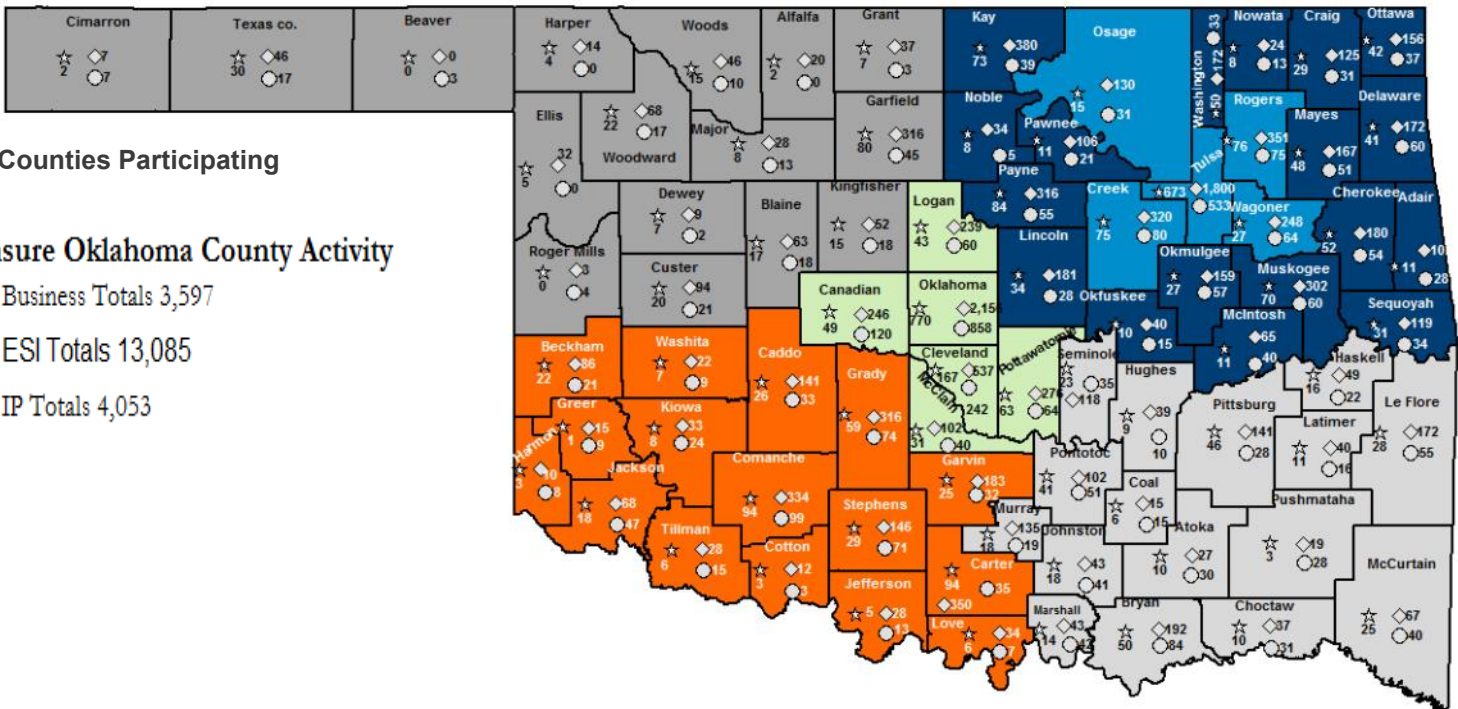 Cimarron
2 7 7
Texas co.
30 46 17
Beaver
0 0 3
Harper
4 14 0
Woods
15 46 10
Alfalfa
2 20 0
Grant
7 37 3
Kay
73 380 39
Osage
15 130 31
Washington
50 172 33
Nowata
8 24 13
Craig
29 125 31
Ottawa
42 156 37
Ellis
5 32 0
Woodward
22 68 17
Major
8 28 13
Garfield
80 316 45
Noble
8 34 5
Pawnee
11 106 21
Rogers
76 351 75
Mayes
48 167 51
Delaware
41 172 60
Counties Participating
sure Oklahoma County Activity
Business Totals 3,597
ESI Totals 13,085
IP Totals 4,053
Roger Mills
0 3 4
Dewey
7 9 2
Custer
20 94 21
Blaine
17 63 18
Kingfisher
15 52 18
Logan
43 239 60
Payne
84 316 55
Creek
75 320 80
Tulsa
673 1,800 533
Wagoner
27 248 64
Cherokee
52 180 54
Adair
11 10 28
Canadian
49 246 120
Oklahoma
770 2,156 858
Lincoln
34 181 28
Okfuskee
10 40 15
Okmulgee
27 159 57
Muskogee
70 302 60
McIntosh
11 65 40
Sequoyah
31 119 34
Beckham
22 86 21
Washita
7 22 9
Caddo
26 141 33
Grady
59 316 74
Cleveland
167 537 242
McClain
31 102 40
Pottawatomie
63 276 64
Seminole
23 118 35
Hughes
9 39 10
Pittsburg
46 141 28
Haskell
16 49 22
Latimer
11 40 16
Le Flore
28 172 55
Greer
1 15 9
Harmon
3 10 8
Kiowa
8 33 24
Jackson
18 68 47
Comanche
94 334 99
Tillman
6 28 15
Cotton
3 12 3
Stephens
29 146 71
Garvin
25 183 32
Murray
18 135 19
Pontotoc
41 102 51
Coal
6 15 15
Johnston
18 43 41
Atoka
10 27 30
Pushmataha
3 19 28
McCurtain
25 67 40
Jefferson
5 28 13
Carter
94 350 35
Love
6 34 7
Marshall
14 43
Bryan
50 192 84
Choctaw
10 37 31